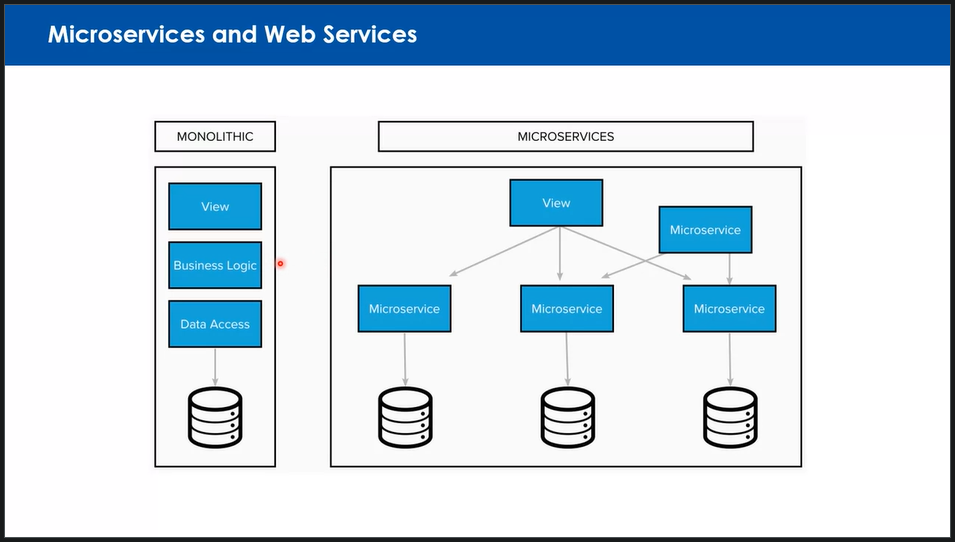 Microservices and Web Services
MONOLITHIC
View
Business Logic
Data Access
MICROSERVICES
View
Microservice
Microservice
Microservice
Microservice